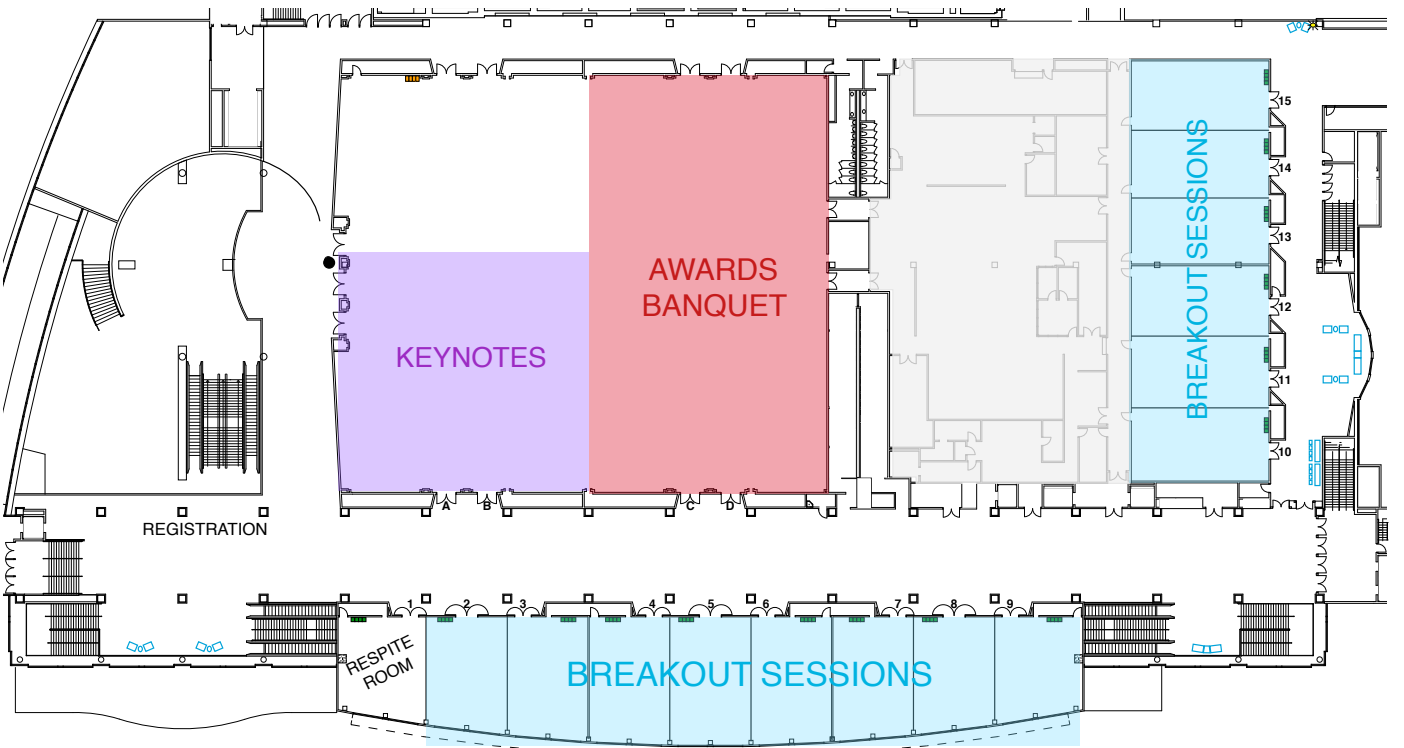 15
14
BREAKOUT SESSIONS
13
AWARDS
BANQUET
12
KEYNOTES
11
10
A
B
C
D
REGISTRATION
1
2
3
4
5
6
7
8
9
RESPITE
ROOM
BREAKOUT SESSIONS